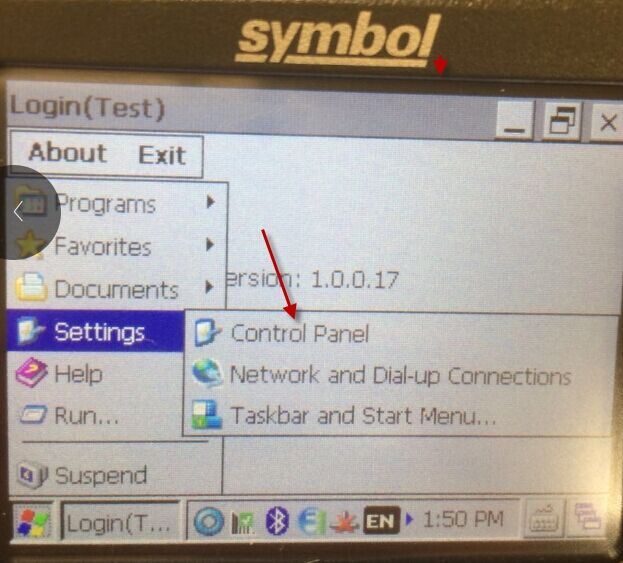 symbol
Login(Test)
About Exit
Programs
Favorites
ersion: 1.0.0.17
Documents
Settings
Control Panel
Help
Network and Dial-up Connections
Run...
Taskbar and Start Menu...
Suspend
Login(T... EN 1:50 PM